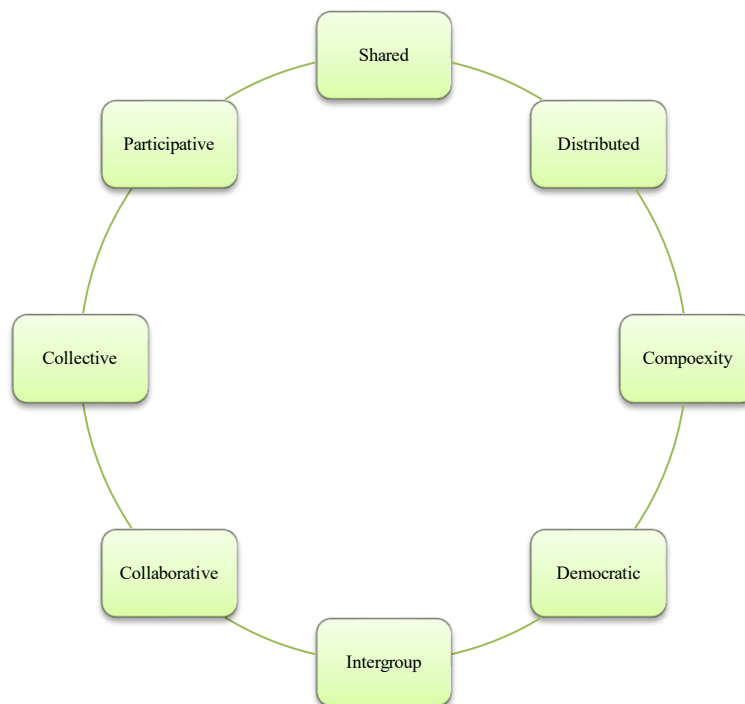 Shared
Distributed
Compoexity
Democratic
Intergroup
Collaborative
Collective
Participative